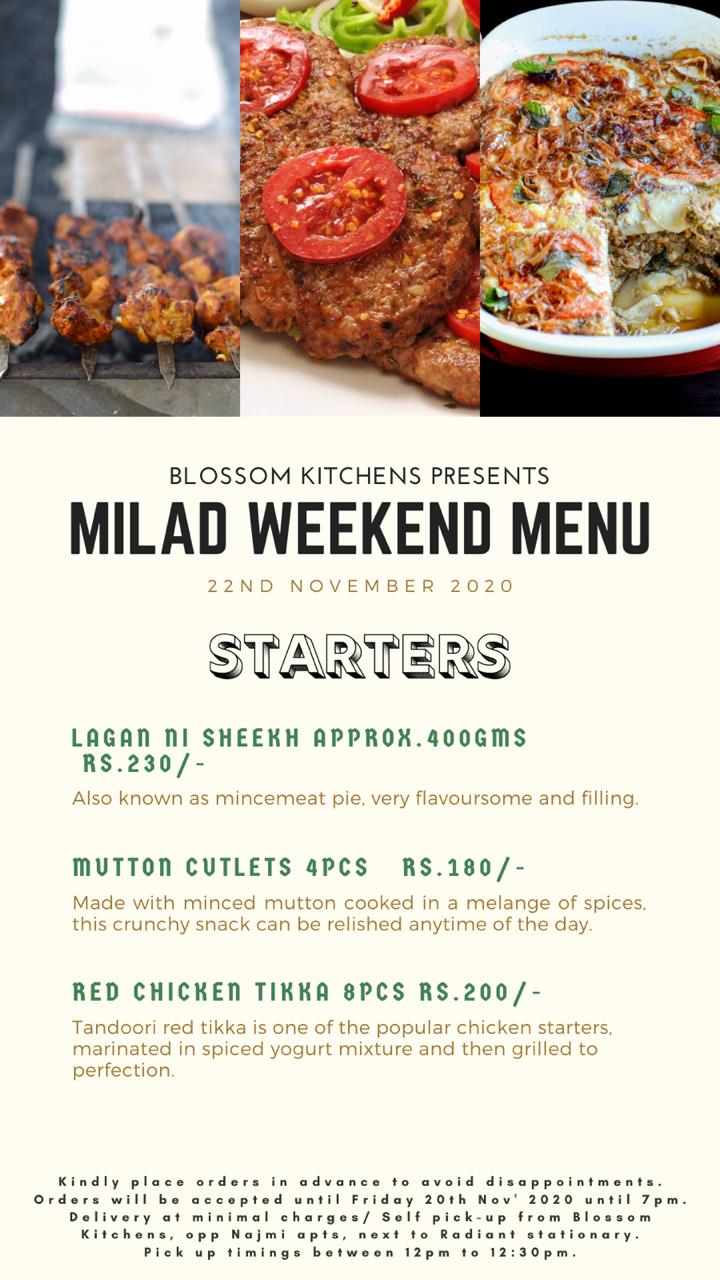 BLOSSOM KITCHENS PRESENTS
MILAD WEEKEND MENU
22ND NOVEMBER 2020
STARTERS
LAGAN NI SHEEKH APPROX.400GMS
RS.230/-
Also known as mincemeat pie, very flavoursome and filling.
MUTTON CUTLETS 4PCS RS.180/-
Made with minced mutton cooked in a melange of spices,
this crunchy snack can be relished anytime of the day.
RED CHICKEN TIKKA 8PCS RS.200/-
Tandoori red tikka is one of the popular chicken starters,
marinated in spiced yogurt mixture and then grilled to
perfection.
Kindly place orders in advance to avoid disappointments.
Orders will be accepted until Friday 20th Nov' 2020 until 7pm.
Delivery at minimal charges/ Self pick-up from Blossom
Kitchens, opp Najmi apts, next to Radiant stationary.
Pick up timings between 12pm to 12:30pm.